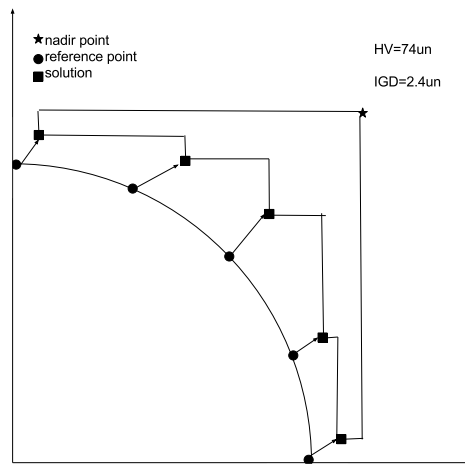 nadir point
reference point
solution
HV=74un
IGD=2.4un